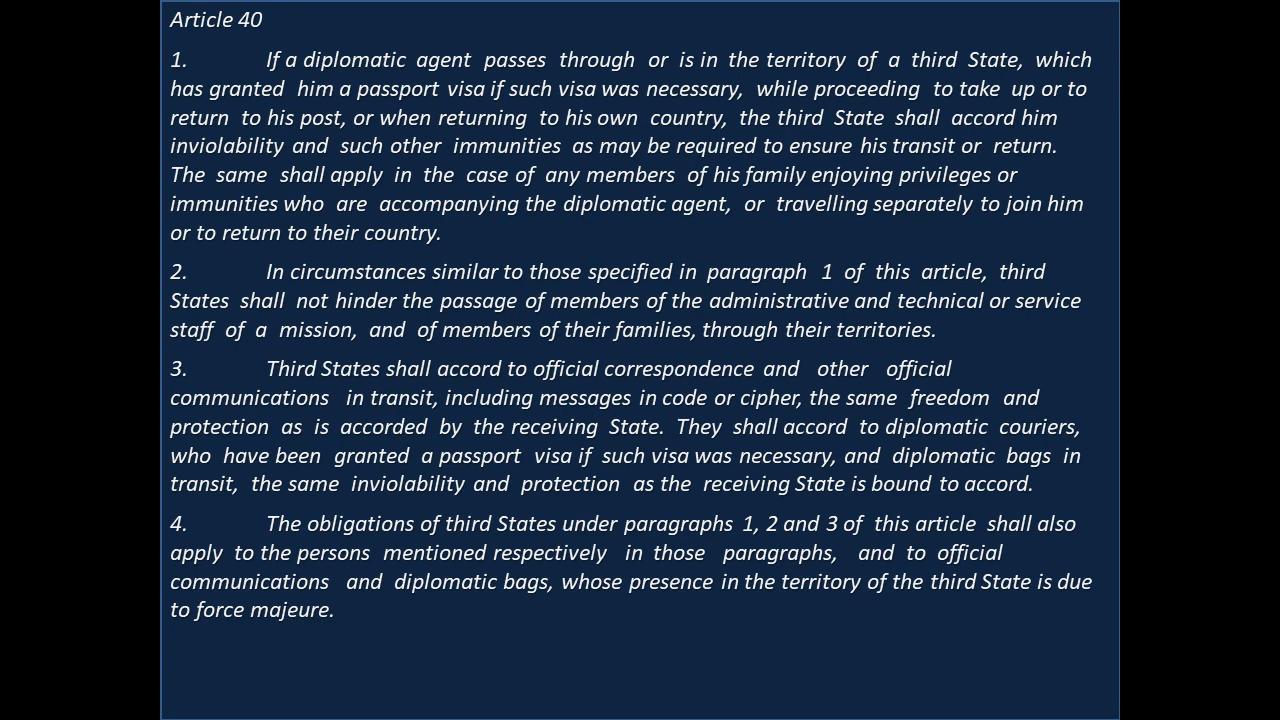 Article 40
1. If a diplomatic agent passes through or is in the territory of a third State, which
has granted him a passport visa if such visa was necessary, while proceeding to take up or to
return to his post, or when returning to his own country, the third State shall accord him
inviolability and such other immunities as may be required to ensure his transit or return.
The same shall apply in the case of any members of his family enjoying privileges or
immunities who are accompanying the diplomatic agent, or travelling separately to join him
or to return to their country.
2. In circumstances similar to those specified in paragraph 1 of this article, third
States shall not hinder the passage of members of the administrative and technical or service
staff of a mission, and of members of their families, through their territories.
3. Third States shall accord to official correspondence and other official
communications in transit, including messages in code or cipher, the same freedom and
protection as is accorded by the receiving State. They shall accord to diplomatic couriers,
who have been granted a passport visa if such visa was necessary, and diplomatic bags in
transit, the same inviolability and protection as the receiving State is bound to accord.
4. The obligations of third States under paragraphs 1, 2 and 3 of this article shall also
apply to the persons mentioned respectively in those paragraphs, and to official
communications and diplomatic bags, whose presence in the territory of the third State is due
to force majeure.